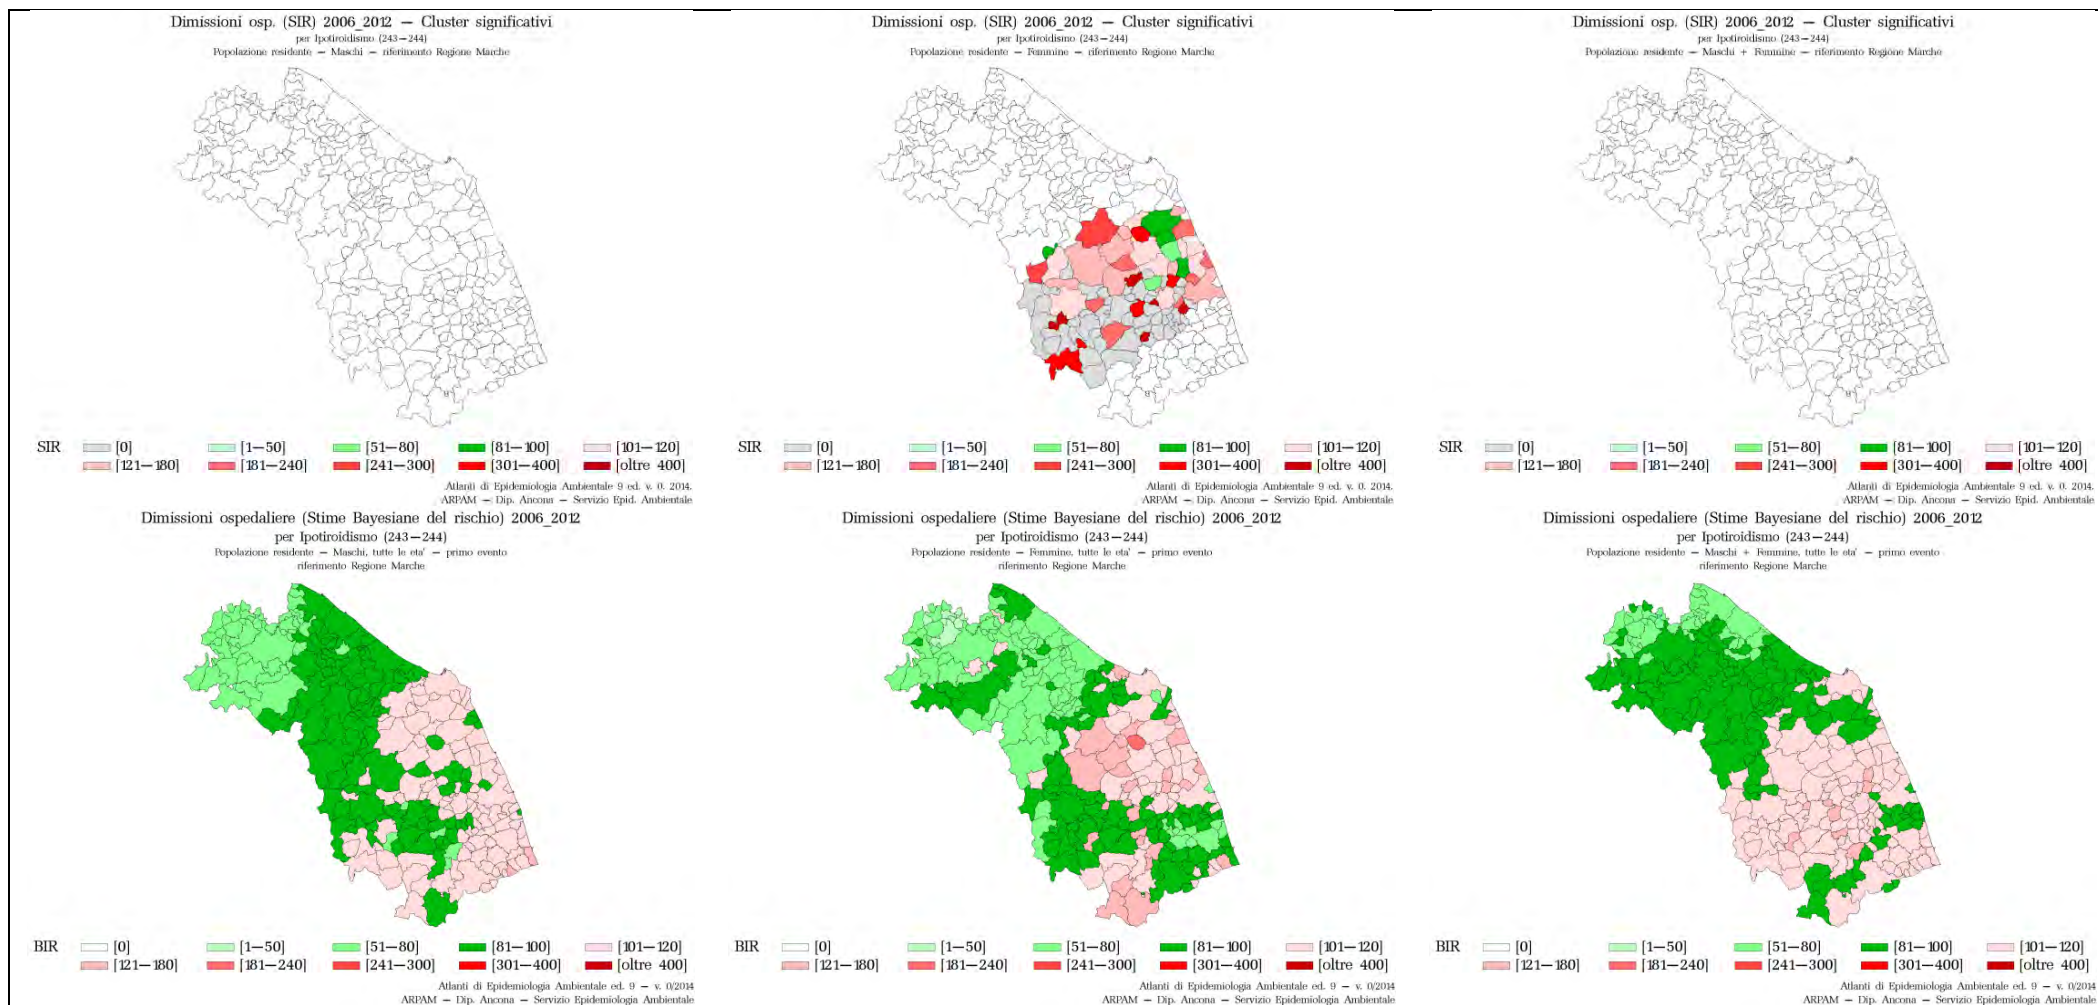 Dimissioni osp. (SIR) 2006_2012 — Cluster significativi
per Ipotiroidismo (243—244)
Popolazione residente — Maschi — riferimento Regione Marche
SIR [0] [1—50] [51—80] [81—100] [101—120]
[121—180] [181—240] [241—300] [301—400] [oltre 400]
Atlanti di Epidemiologia Ambientale 9 ed. v. 0. 2014.
ARPAM — Dip. Ancona — Servizio Epid. Ambientale
Dimissioni osp. (SIR) 2006_2012 — Cluster significativi
per Ipotiroidismo (243—244)
Popolazione residente — Femmine — riferimento Regione Marche
SIR [0] [1—50] [51—80] [81—100] [101—120]
[121—180] [181—240] [241—300] [301—400] [oltre 400]
Atlanti di Epidemiologia Ambientale 9 ed. v. 0. 2014.
ARPAM — Dip. Ancona — Servizio Epid. Ambientale
Dimissioni osp. (SIR) 2006_2012 — Cluster significativi
per Ipotiroidismo (243—244)
Popolazione residente — Maschi + Femmine — riferimento Regione Marche
SIR [0] [1—50] [51—80] [81—100] [101—120]
[121—180] [181—240] [241—300] [301—400] [oltre 400]
Atlanti di Epidemiologia Ambientale 9 ed. v. 0. 2014.
ARPAM — Dip. Ancona — Servizio Epid. Ambientale
Dimissioni ospedaliere (Stime Bayesiane del rischio) 2006_2012
per Ipotiroidismo (243—244)
Popolazione residente — Maschi, tutte le eta' — primo evento
riferimento Regione Marche
BIR [0] [1—50] [51—80] [81—100] [101—120]
[121—180] [181—240] [241—300] [301—400] [oltre 400]
Atlanti di Epidemiologia Ambientale ed. 9 — v. 0/2014
ARPAM — Dip. Ancona — Servizio Epidemiologia Ambientale
Dimissioni ospedaliere (Stime Bayesiane del rischio) 2006_2012
per Ipotiroidismo (243—244)
Popolazione residente — Femmine, tutte le eta' — primo evento
riferimento Regione Marche
BIR [0] [1—50] [51—80] [81—100] [101—120]
[121—180] [181—240] [241—300] [301—400] [oltre 400]
Atlanti di Epidemiologia Ambientale ed. 9 — v. 0/2014
ARPAM — Dip. Ancona — Servizio Epidemiologia Ambientale
Dimissioni ospedaliere (Stime Bayesiane del rischio) 2006_2012
per Ipotiroidismo (243—244)
Popolazione residente — Maschi + Femmine, tutte le eta' — primo evento
riferimento Regione Marche
BIR [0] [1—50] [51—80] [81—100] [101—120]
[121—180] [181—240] [241—300] [301—400] [oltre 400]
Atlanti di Epidemiologia Ambientale ed. 9 — v. 0/2014
ARPAM — Dip. Ancona — Servizio Epidemiologia Ambientale